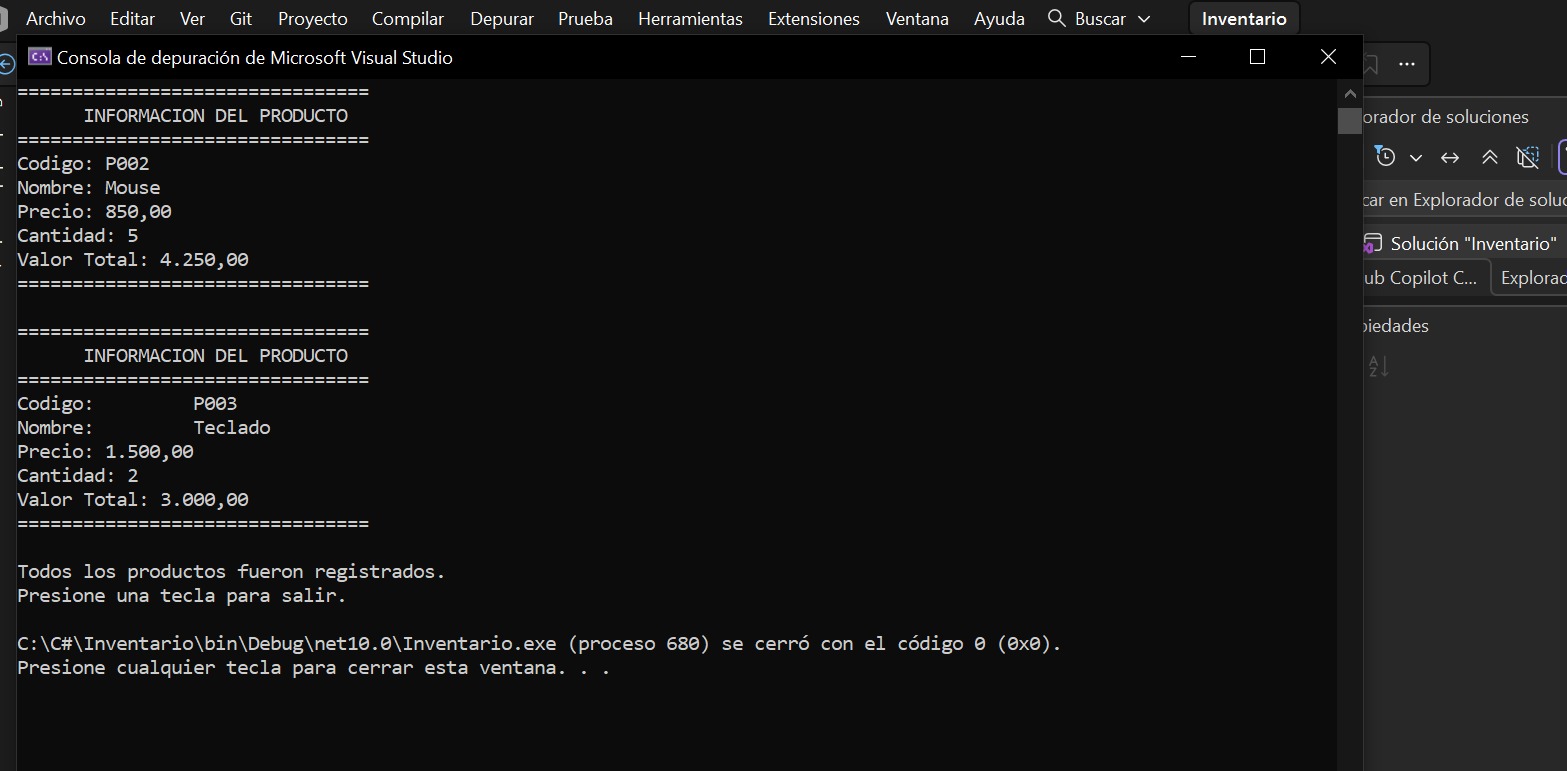 Archivo Editar Ver Git Proyecto Compilar Depurar Prueba Herramientas Extensiones Ventana Ayuda Buscar Inventario
Consola de depuración de Microsoft Visual Studio
================================
INFORMACION DEL PRODUCTO
================================
Codigo: P002
Nombre: Mouse
Precio: 850,00
Cantidad: 5
Valor Total: 4.250,00
================================
================================
INFORMACION DEL PRODUCTO
================================
Codigo: P003
Nombre: Teclado
Precio: 1.500,00
Cantidad: 2
Valor Total: 3.000,00
================================
Todos los productos fueron registrados.
Presione una tecla para salir.
C:\C#\Inventario\bin\Debug\net10.0\Inventario.exe (proceso 680) se cerró con el código 0 (0x0).
Presione cualquier tecla para cerrar esta ventana. . .
orador de soluciones
car en Explorador de soluc
Solución "Inventario"
ub Copilot C... Explorad
piedades